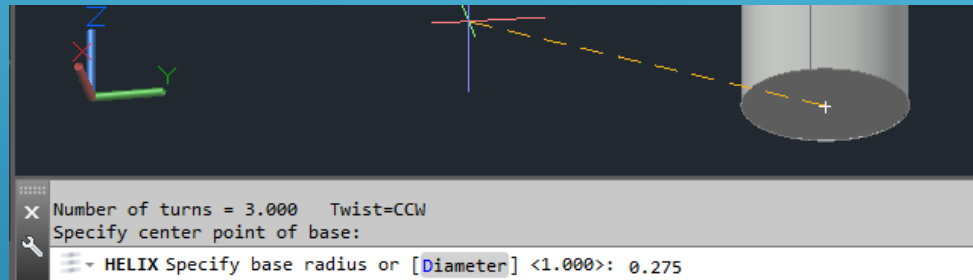 Z
X
Y
Number of turns = 3.000   Twist=CCW
Specify center point of base:
HELIX Specify base radius or [Diameter] <1.000>: 0.275